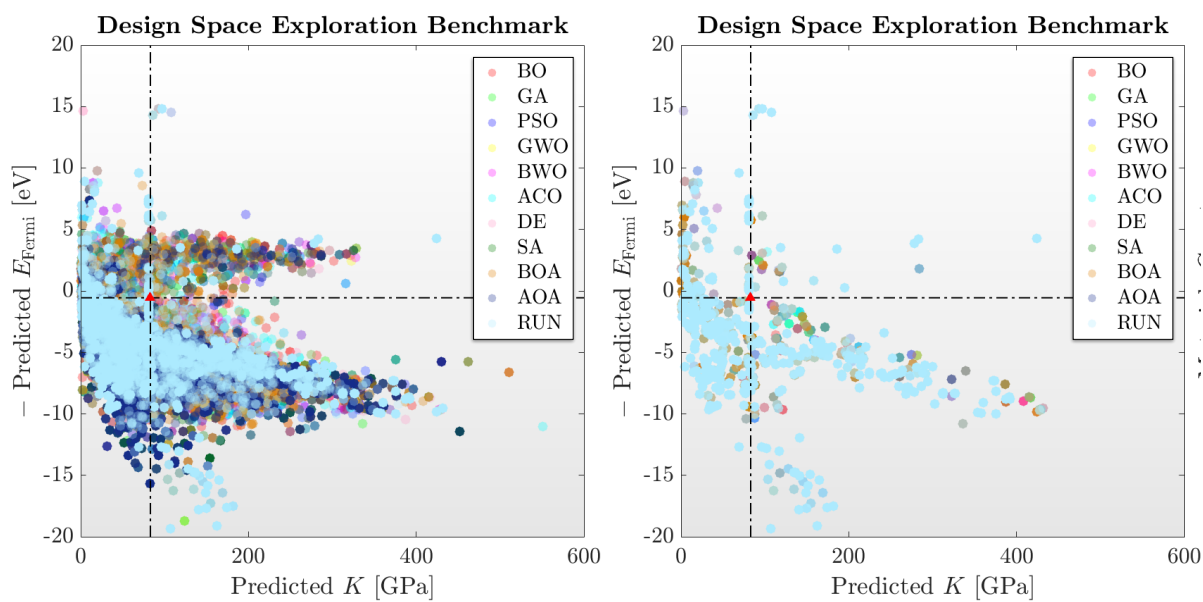 Design Space Exploration Benchmark
20
15
10
5
0
-5
-10
-15
-20
− Predicted E_Fermi [eV]
0
200
400
600
Predicted K [GPa]
BO
GA
PSO
GWO
BWO
ACO
DE
SA
BOA
AOA
RUN
Design Space Exploration Benchmark
20
15
10
5
0
-5
-10
-15
-20
− Predicted E_Fermi [eV]
0
200
400
600
Predicted K [GPa]
BO
GA
PSO
GWO
BWO
ACO
DE
SA
BOA
AOA
RUN